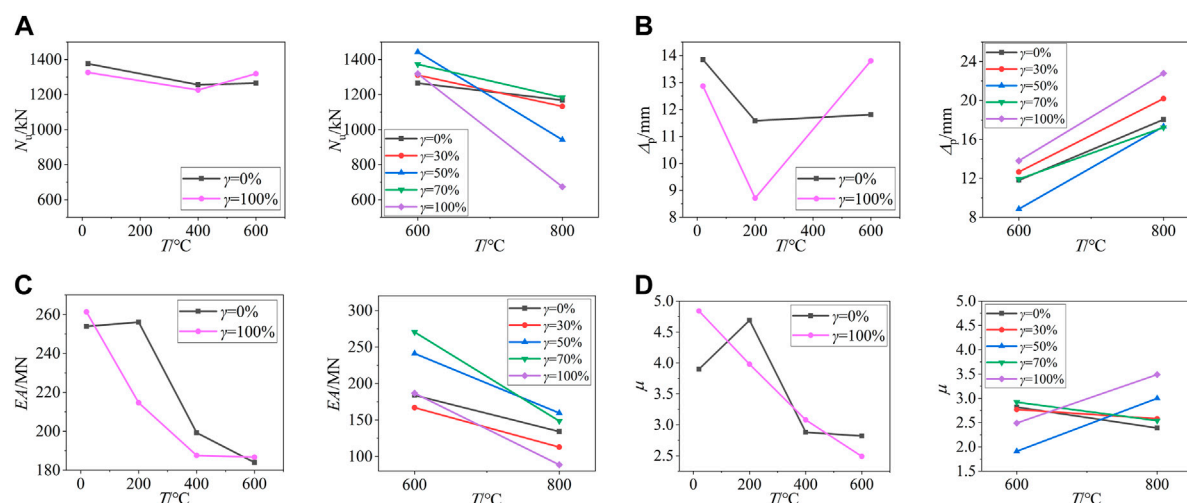 A
Nu/kN
1400
1200
1000
800
600
0 200 400 600
T/°C
γ=0%
γ=100%
Nu/kN
1400
1200
1000
800
600
600 800
T/°C
γ=0%
γ=30%
γ=50%
γ=70%
γ=100%
B
Δp/mm
14
13
12
11
10
9
8
0 200 400 600
T/°C
γ=0%
γ=100%
Δp/mm
24
20
16
12
8
600 800
T/°C
γ=0%
γ=30%
γ=50%
γ=70%
γ=100%
C
EA/MN
260
240
220
200
180
0 200 400 600
T/°C
γ=0%
γ=100%
EA/MN
300
250
200
150
100
600 800
T/°C
γ=0%
γ=30%
γ=50%
γ=70%
γ=100%
D
μ
5.0
4.5
4.0
3.5
3.0
2.5
0 200 400 600
T/°C
γ=0%
γ=100%
μ
5.0
4.5
4.0
3.5
3.0
2.5
2.0
1.5
600 800
T/°C
γ=0%
γ=30%
γ=50%
γ=70%
γ=100%